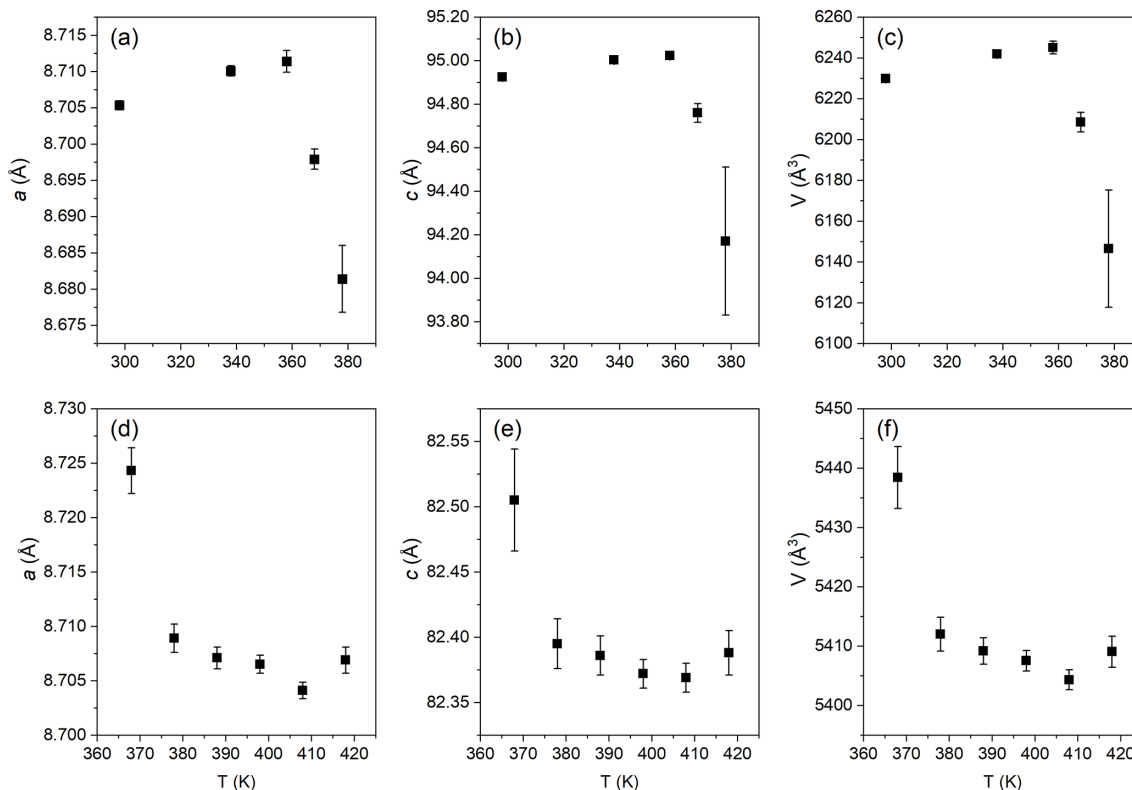 (a)
8.715
8.710
8.705
8.700
8.695
8.690
8.685
8.680
8.675
a (Å)
300 320 340 360 380
(b)
95.20
95.00
94.80
94.60
94.40
94.20
94.00
93.80
c (Å)
300 320 340 360 380
(c)
6260
6240
6220
6200
6180
6160
6140
6120
6100
V (Å³)
300 320 340 360 380
(d)
8.730
8.725
8.720
8.715
8.710
8.705
8.700
a (Å)
360 370 380 390 400 410 420
T (K)
(e)
82.55
82.50
82.45
82.40
82.35
c (Å)
360 370 380 390 400 410 420
T (K)
(f)
5450
5440
5430
5420
5410
5400
V (Å³)
360 370 380 390 400 410 420
T (K)